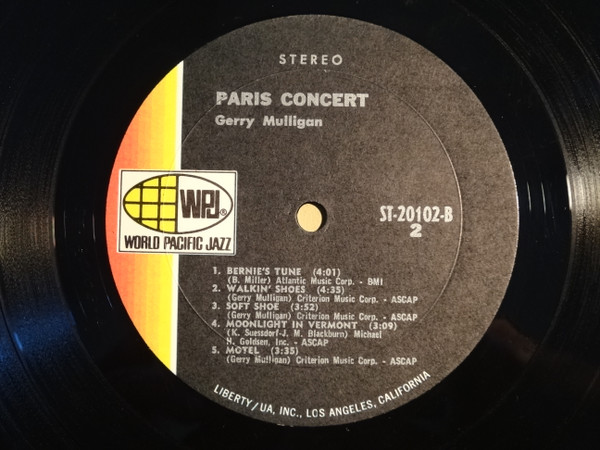 STEREO
PARIS CONCERT
Gerry Mulligan
WPJ®
WORLD PACIFIC JAZZ
ST-20102-B
2
1. BERNIE'S TUNE (4:01)
(B. Miller) Atlantic Music Corp. - BMI
2. WALKIN' SHOES (4:35)
(Gerry Mulligan) Criterion Music Corp. - ASCAP
3. SOFT SHOE (3:52)
(Gerry Mulligan) Criterion Music Corp. - ASCAP
4. MOONLIGHT IN VERMONT (3:09)
(K. Suessdorf-J. M. Blackburn) Michael
H. Goldsen, Inc. - ASCAP
5. MOTEL (3:35)
(Gerry Mulligan) Criterion Music Corp. - ASCAP
LIBERTY/UA, INC., LOS ANGELES, CALIFORNIA